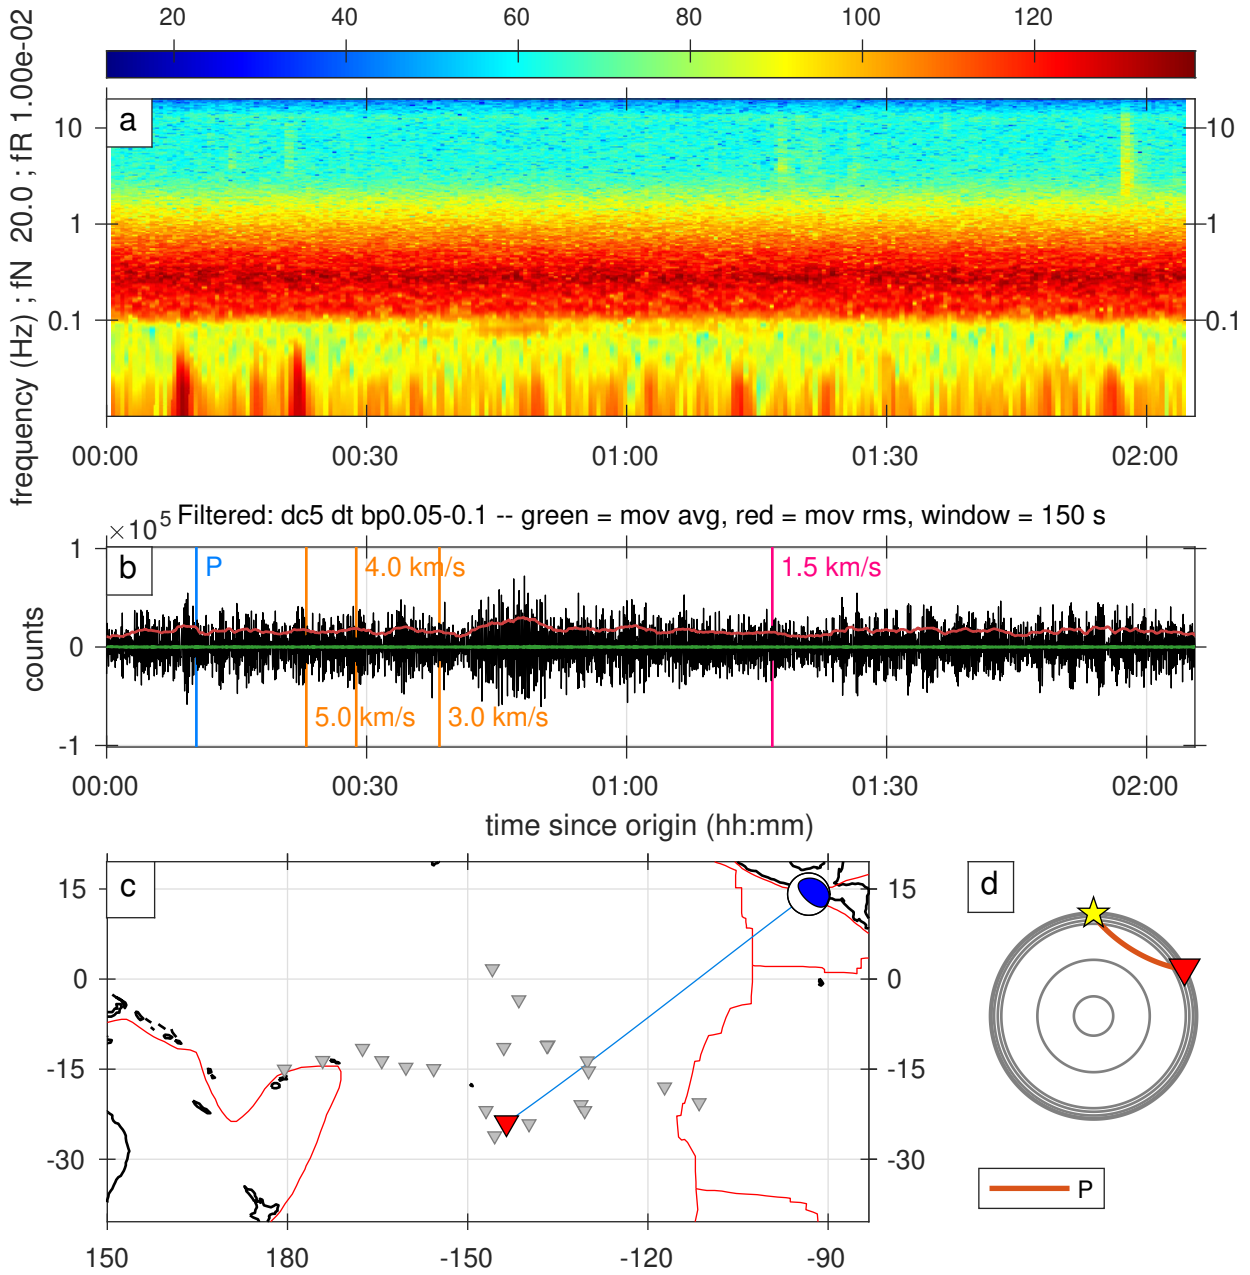 20 40 60 80 100 120
frequency (Hz) ; fN 20.0 ; fR 1.00e-02
a
10 10
1 1
0.1 0.1
00:00 00:30 01:00 01:30 02:00
×10^5 Filtered: dc5 dt bp0.05-0.1 -- green = mov avg, red = mov rms, window = 150 s
b
1
0
-1
counts
P 4.0 km/s 1.5 km/s
5.0 km/s 3.0 km/s
00:00 00:30 01:00 01:30 02:00
time since origin (hh:mm)
c
15 15
0 0
-15 -15
-30 -30
150 180 -150 -120 -90
d
P